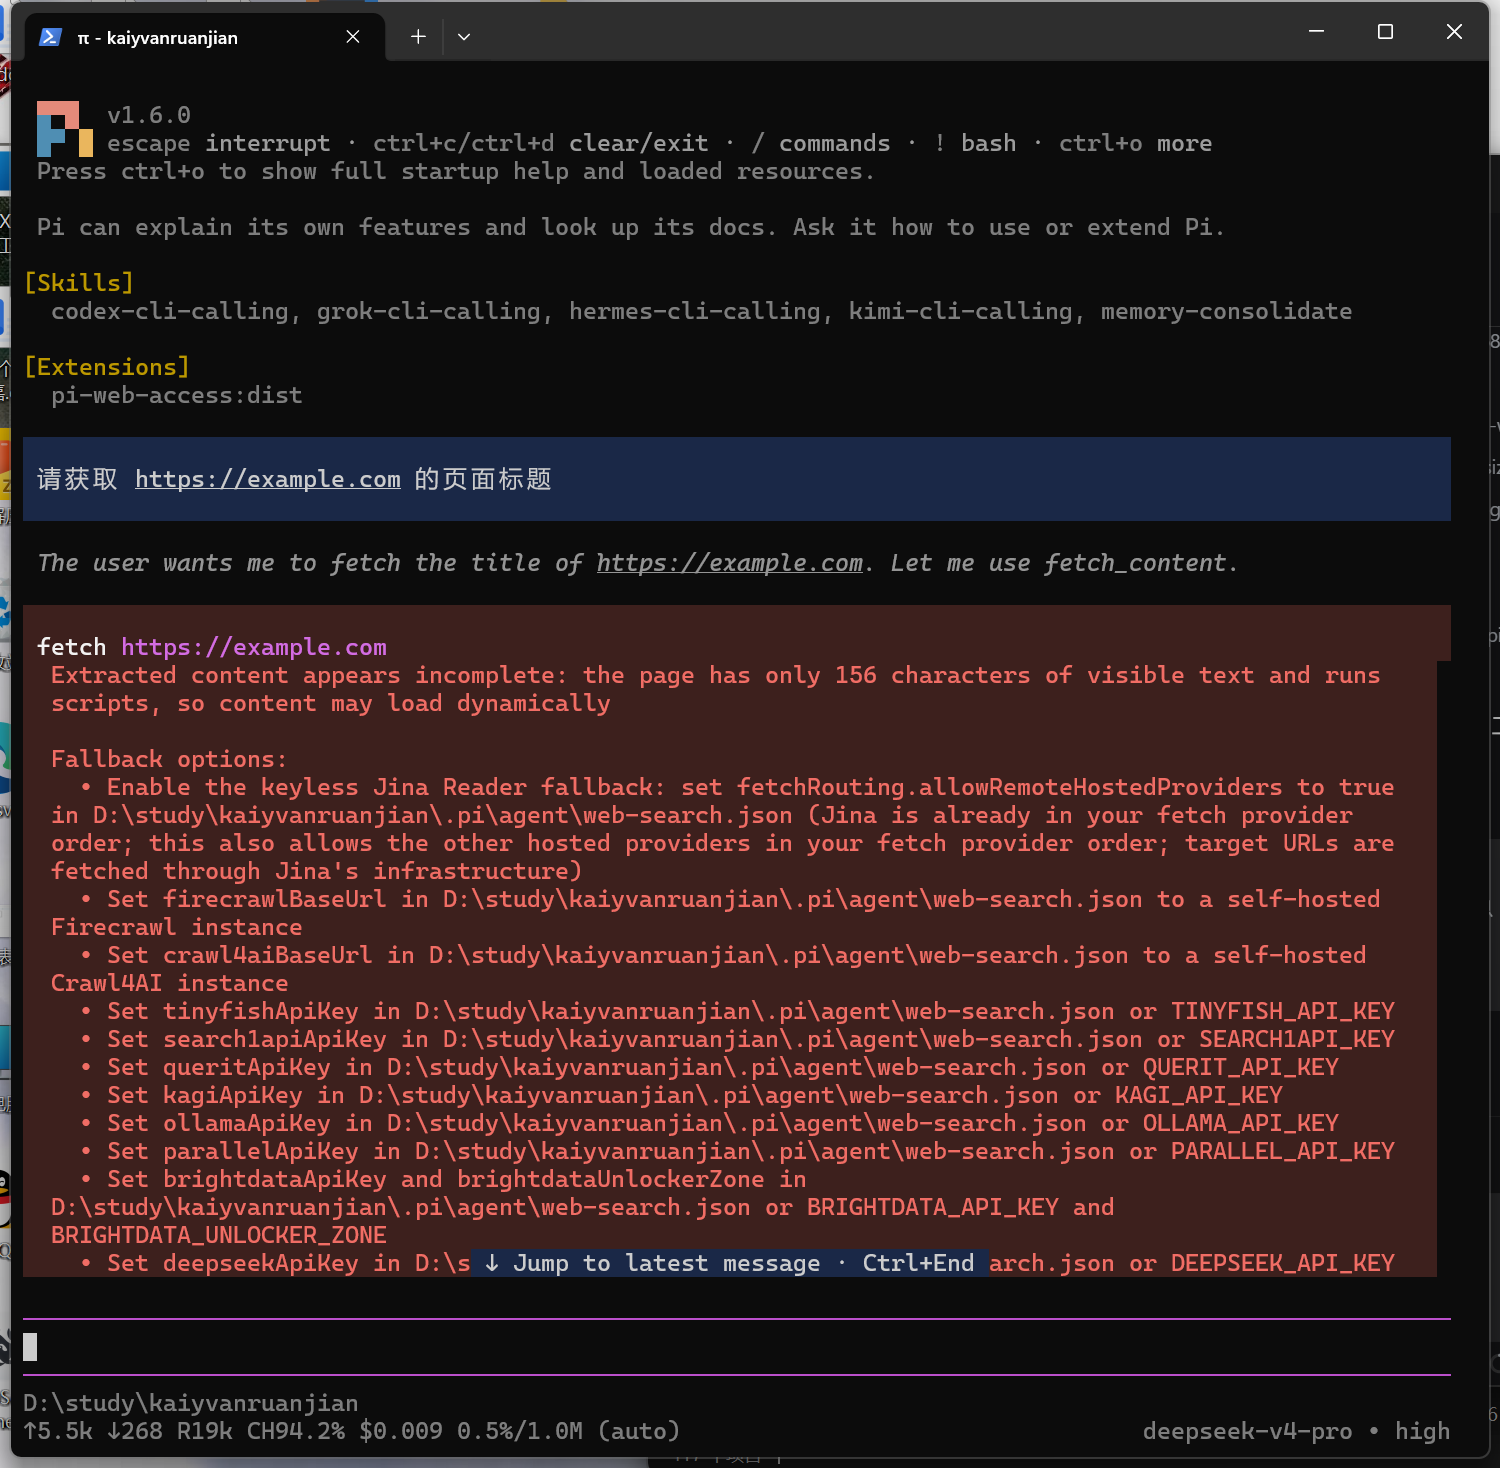 π - kaiyvanruanjian
v1.6.0
escape interrupt · ctrl+c/ctrl+d clear/exit · / commands · ! bash · ctrl+o more
Press ctrl+o to show full startup help and loaded resources.
Pi can explain its own features and look up its docs. Ask it how to use or extend Pi.
[Skills]
codex-cli-calling, grok-cli-calling, hermes-cli-calling, kimi-cli-calling, memory-consolidate
[Extensions]
pi-web-access:dist
请获取 https://example.com 的页面标题
The user wants me to fetch the title of https://example.com. Let me use fetch_content.
fetch https://example.com
Extracted content appears incomplete: the page has only 156 characters of visible text and runs
scripts, so content may load dynamically
Fallback options:
• Enable the keyless Jina Reader fallback: set fetchRouting.allowRemoteHostedProviders to true
in D:\study\kaiyvanruanjian\.pi\agent\web-search.json (Jina is already in your fetch provider
order; this also allows the other hosted providers in your fetch provider order; target URLs are
fetched through Jina's infrastructure)
• Set firecrawlBaseUrl in D:\study\kaiyvanruanjian\.pi\agent\web-search.json to a self-hosted
Firecrawl instance
• Set crawl4aiBaseUrl in D:\study\kaiyvanruanjian\.pi\agent\web-search.json to a self-hosted
Crawl4AI instance
• Set tinyfishApiKey in D:\study\kaiyvanruanjian\.pi\agent\web-search.json or TINYFISH_API_KEY
• Set search1apiApiKey in D:\study\kaiyvanruanjian\.pi\agent\web-search.json or SEARCH1API_KEY
• Set queritApiKey in D:\study\kaiyvanruanjian\.pi\agent\web-search.json or QUERIT_API_KEY
• Set kagiApiKey in D:\study\kaiyvanruanjian\.pi\agent\web-search.json or KAGI_API_KEY
• Set ollamaApiKey in D:\study\kaiyvanruanjian\.pi\agent\web-search.json or OLLAMA_API_KEY
• Set parallelApiKey in D:\study\kaiyvanruanjian\.pi\agent\web-search.json or PARALLEL_API_KEY
• Set brightdataApiKey and brightdataUnlockerZone in
D:\study\kaiyvanruanjian\.pi\agent\web-search.json or BRIGHTDATA_API_KEY and
BRIGHTDATA_UNLOCKER_ZONE
• Set deepseekApiKey in D:\s ↓ Jump to latest message · Ctrl+End arch.json or DEEPSEEK_API_KEY
D:\study\kaiyvanruanjian
↑5.5k ↓268 R19k CH94.2% $0.009 0.5%/1.0M (auto) deepseek-v4-pro • high